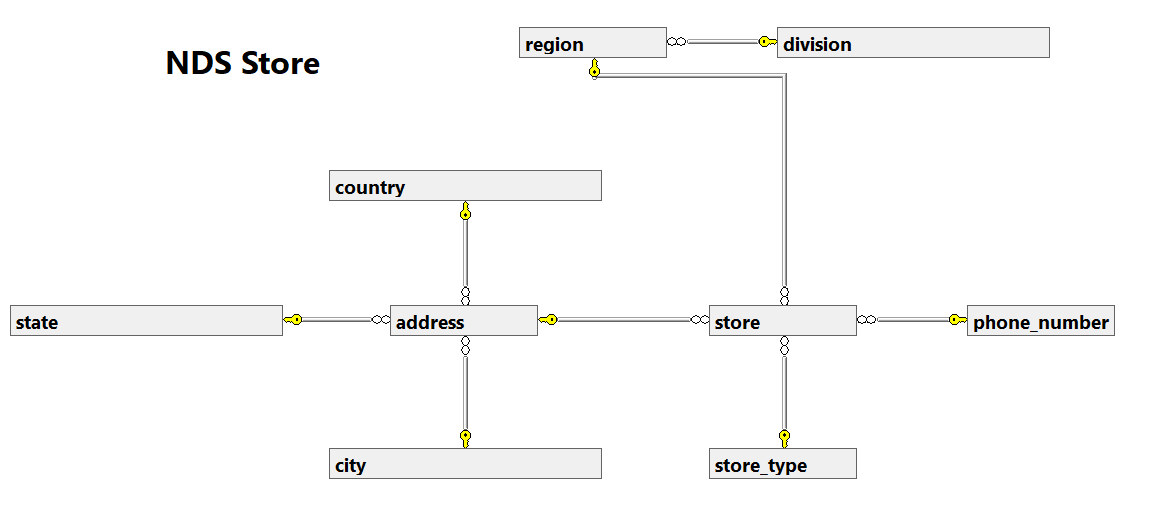 NDS Store
region
division
country
state
address
store
phone_number
city
store_type